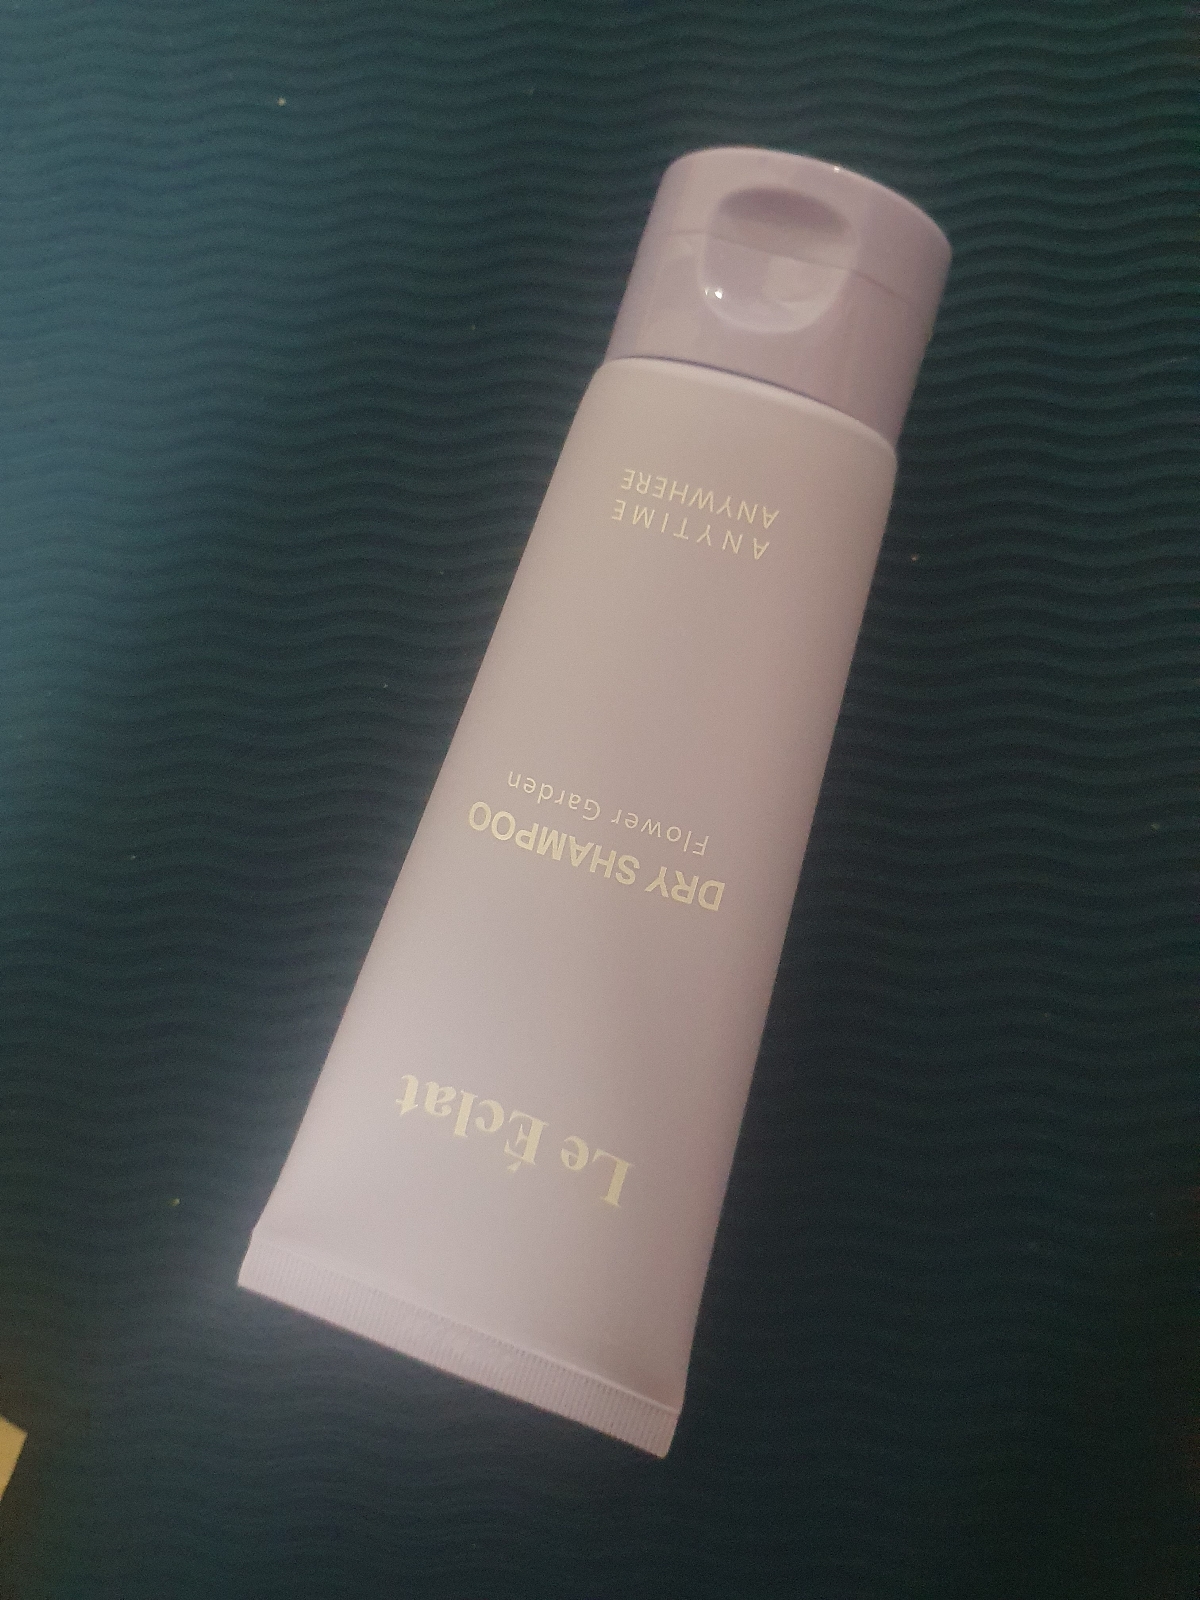 Le Éclat
DRY SHAMPOO
Flower Garden
ANYTIME
ANYWHERE